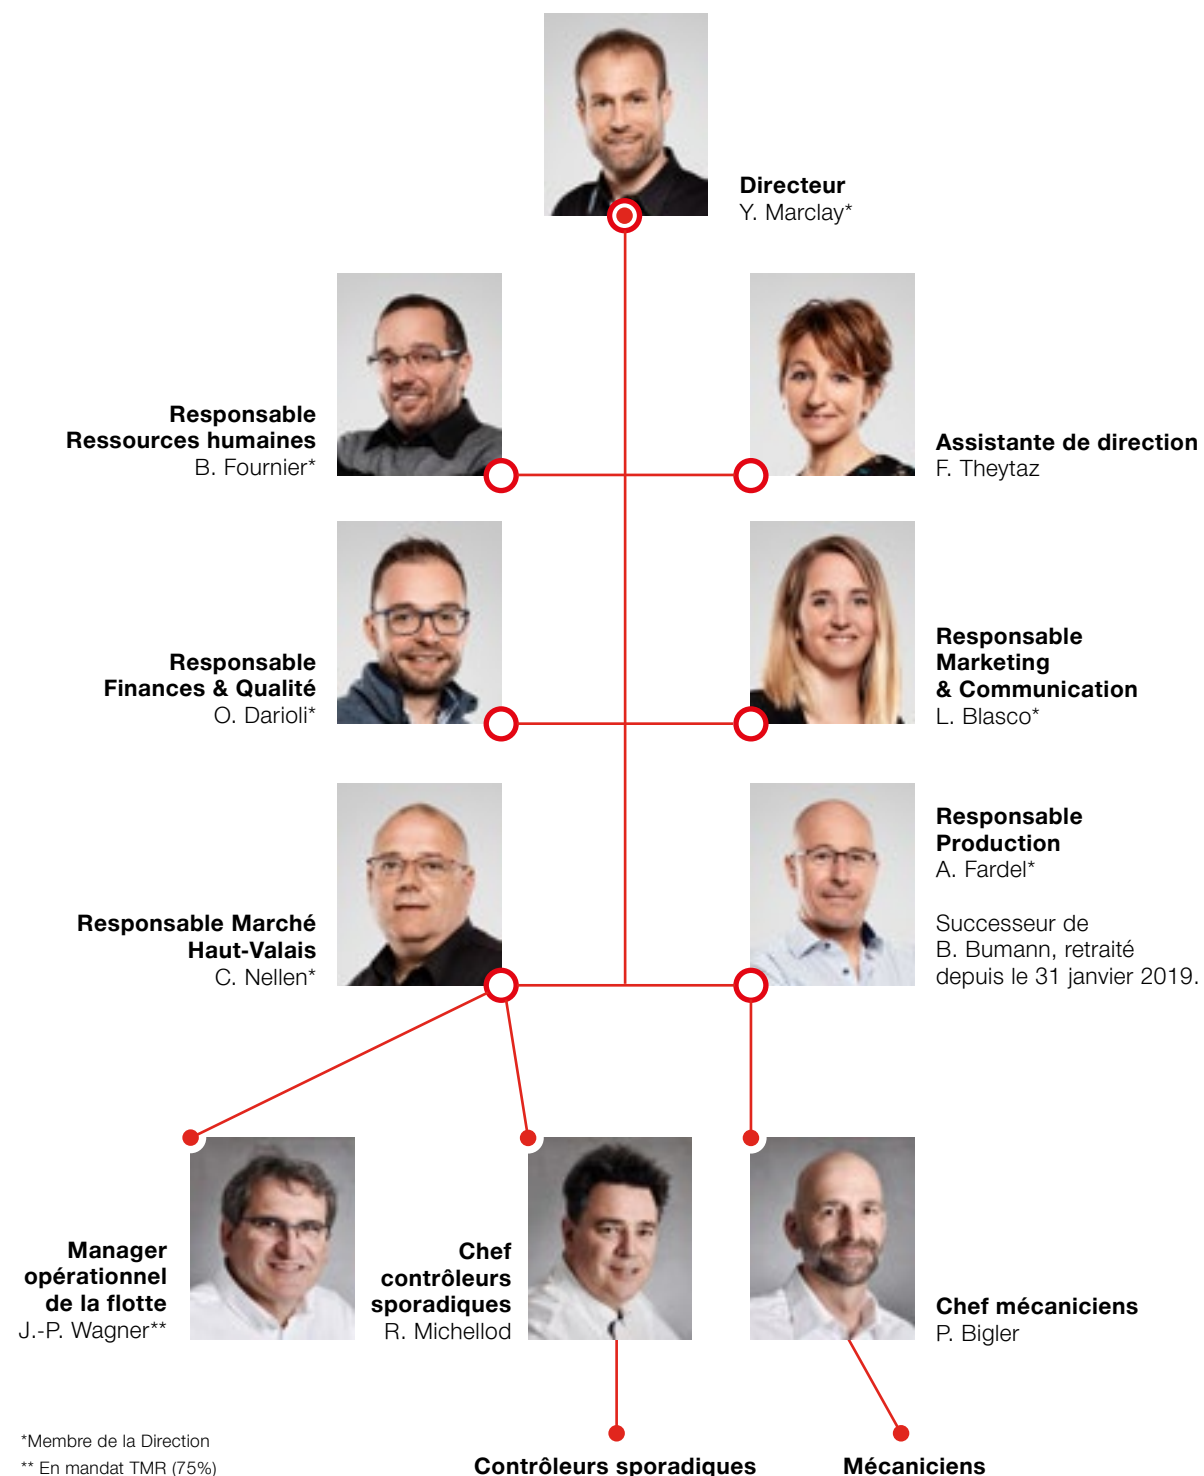 Directeur
Y. Marclay*
Responsable
Ressources humaines
B. Fournier*
Assistante de direction
F. Theytaz
Responsable
Finances & Qualité
O. Darioli*
Responsable
Marketing
& Communication
L. Blasco*
Responsable Marché
Haut-Valais
C. Nellen*
Responsable
Production
A. Fardel*
Successeur de
B. Bumann, retraité
depuis le 31 janvier 2019.
Manager
opérationnel
de la flotte
J.-P. Wagner**
Chef
contrôleurs
sporadiques
R. Michellod
Chef mécaniciens
P. Bigler
*Membre de la Direction
** En mandat TMR (75%)
Contrôleurs sporadiques
Mécaniciens